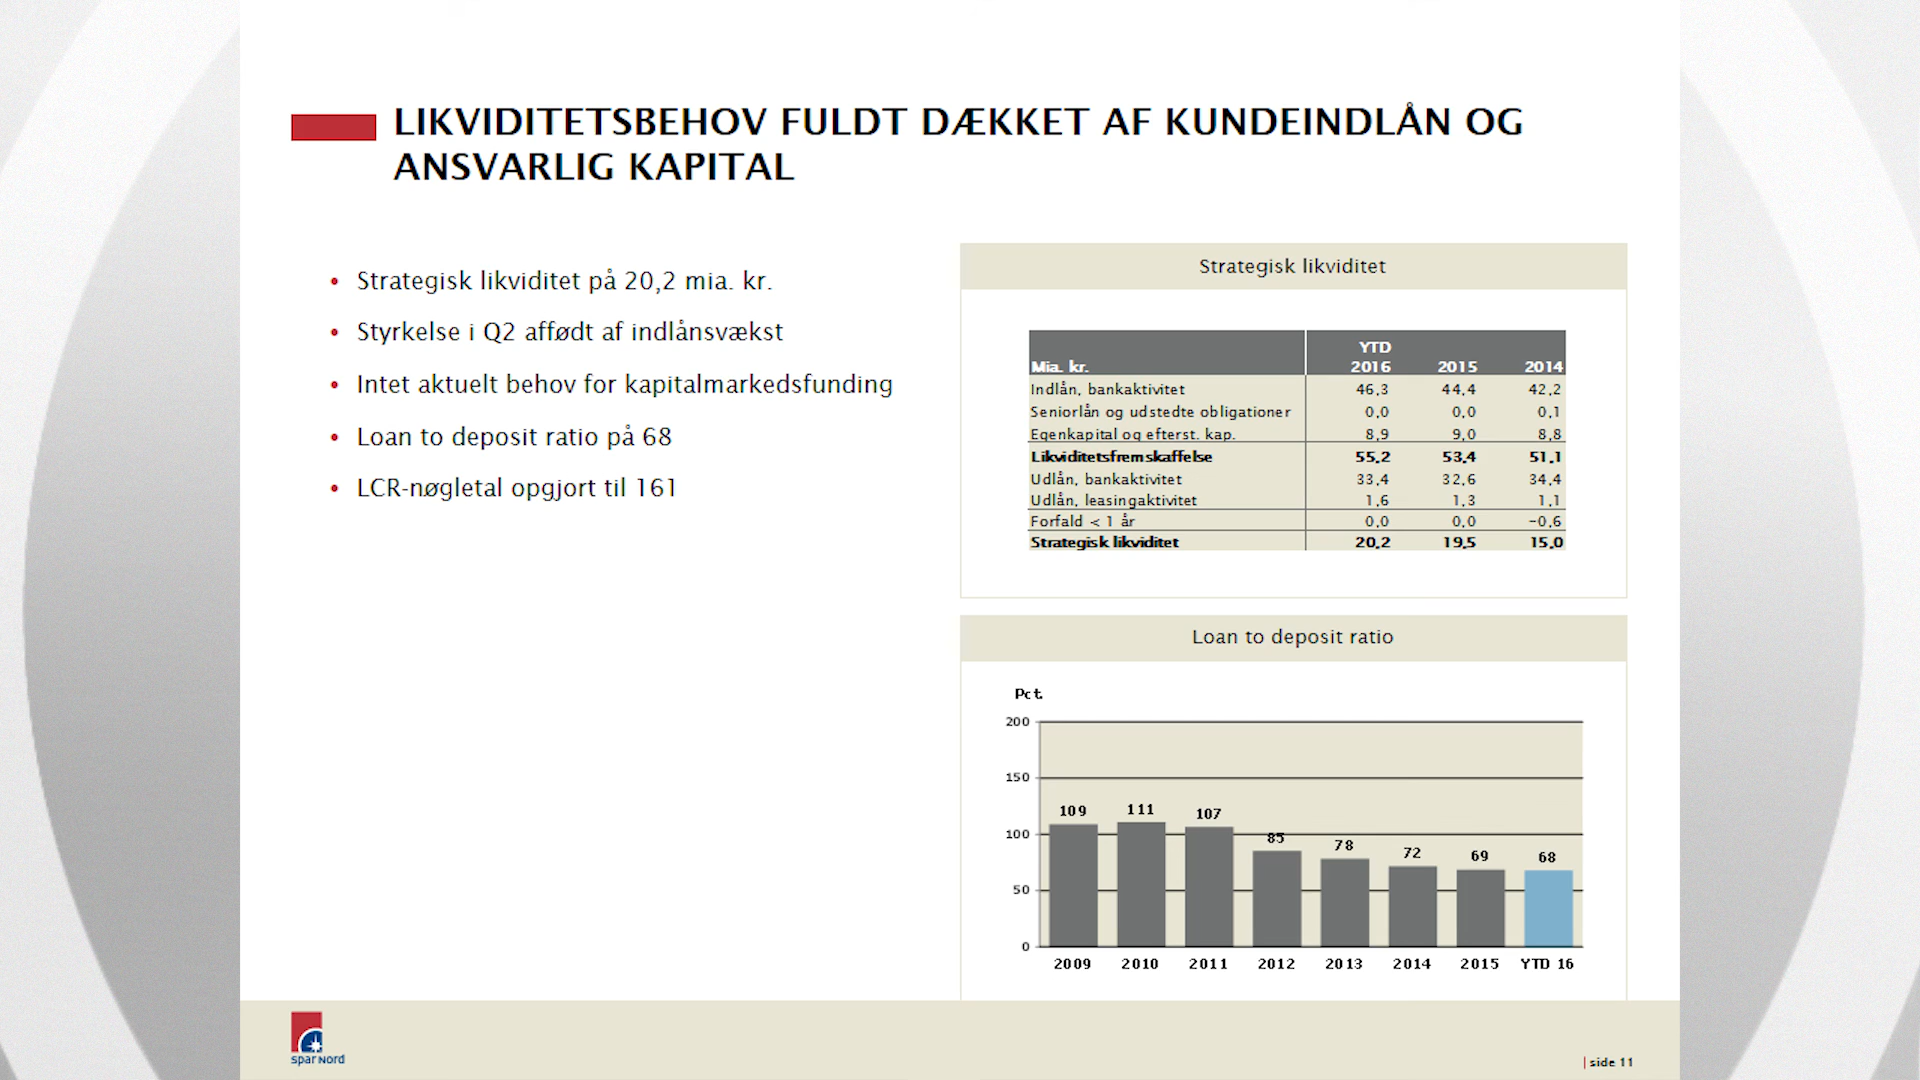 LIKVIDITETSBEHOV FULDT DÆKKET AF KUNDEINDLÅN OG
ANSVARLIG KAPITAL
• Strategisk likviditet på 20,2 mia. kr.
• Styrkelse i Q2 affødt af indlånsvækst
• Intet aktuelt behov for kapitalmarkedsfunding
• Loan to deposit ratio på 68
• LCR-nøgletal opgjort til 161
Strategisk likviditet
YTD
Mia. kr. 2016 2015 2014
Indlån, bankaktivitet 46,3 44,4 42,2
Seniorlån og udstedte obligationer 0,0 0,0 0,1
Egenkapital og efterst. kap. 8,9 9,0 8,8
Likviditetsfremskaffelse 55,2 53,4 51,1
Udlån, bankaktivitet 33,4 32,6 34,4
Udlån, leasingaktivitet 1,6 1,3 1,1
Forfald < 1 år 0,0 0,0 -0,6
Strategisk likviditet 20,2 19,5 15,0
Loan to deposit ratio
Pct.
200
150
100
50
0
109 111 107 85 78 72 69 68
2009 2010 2011 2012 2013 2014 2015 YTD 16
spar nord
| side 11